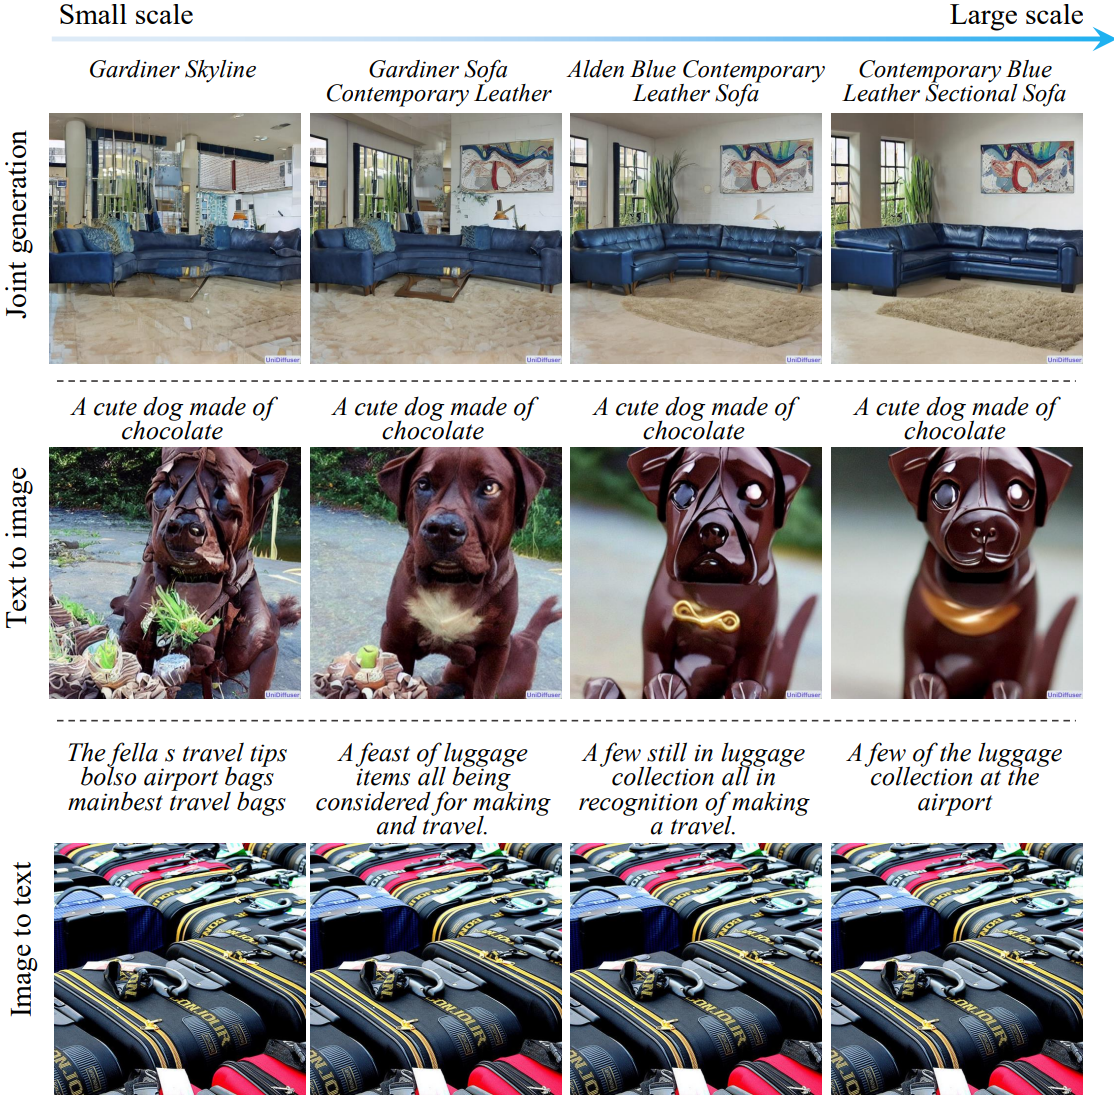 Small scale
Large scale
Gardiner Skyline
Gardiner Sofa
Contemporary Leather
Alden Blue Contemporary
Leather Sofa
Contemporary Blue
Leather Sectional Sofa
Joint generation
UniDiffuser
UniDiffuser
UniDiffuser
UniDiffuser
A cute dog made of
chocolate
A cute dog made of
chocolate
A cute dog made of
chocolate
A cute dog made of
chocolate
Text to image
UniDiffuser
UniDiffuser
UniDiffuser
UniDiffuser
The fella s travel tips
bolso airport bags
mainbest travel bags
A feast of luggage
items all being
considered for making
and travel.
A few still in luggage
collection all in
recognition of making
a travel.
A few of the luggage
collection at the
airport
Image to text
BONJOUR
BONJOUR
BONJOUR
BONJOUR